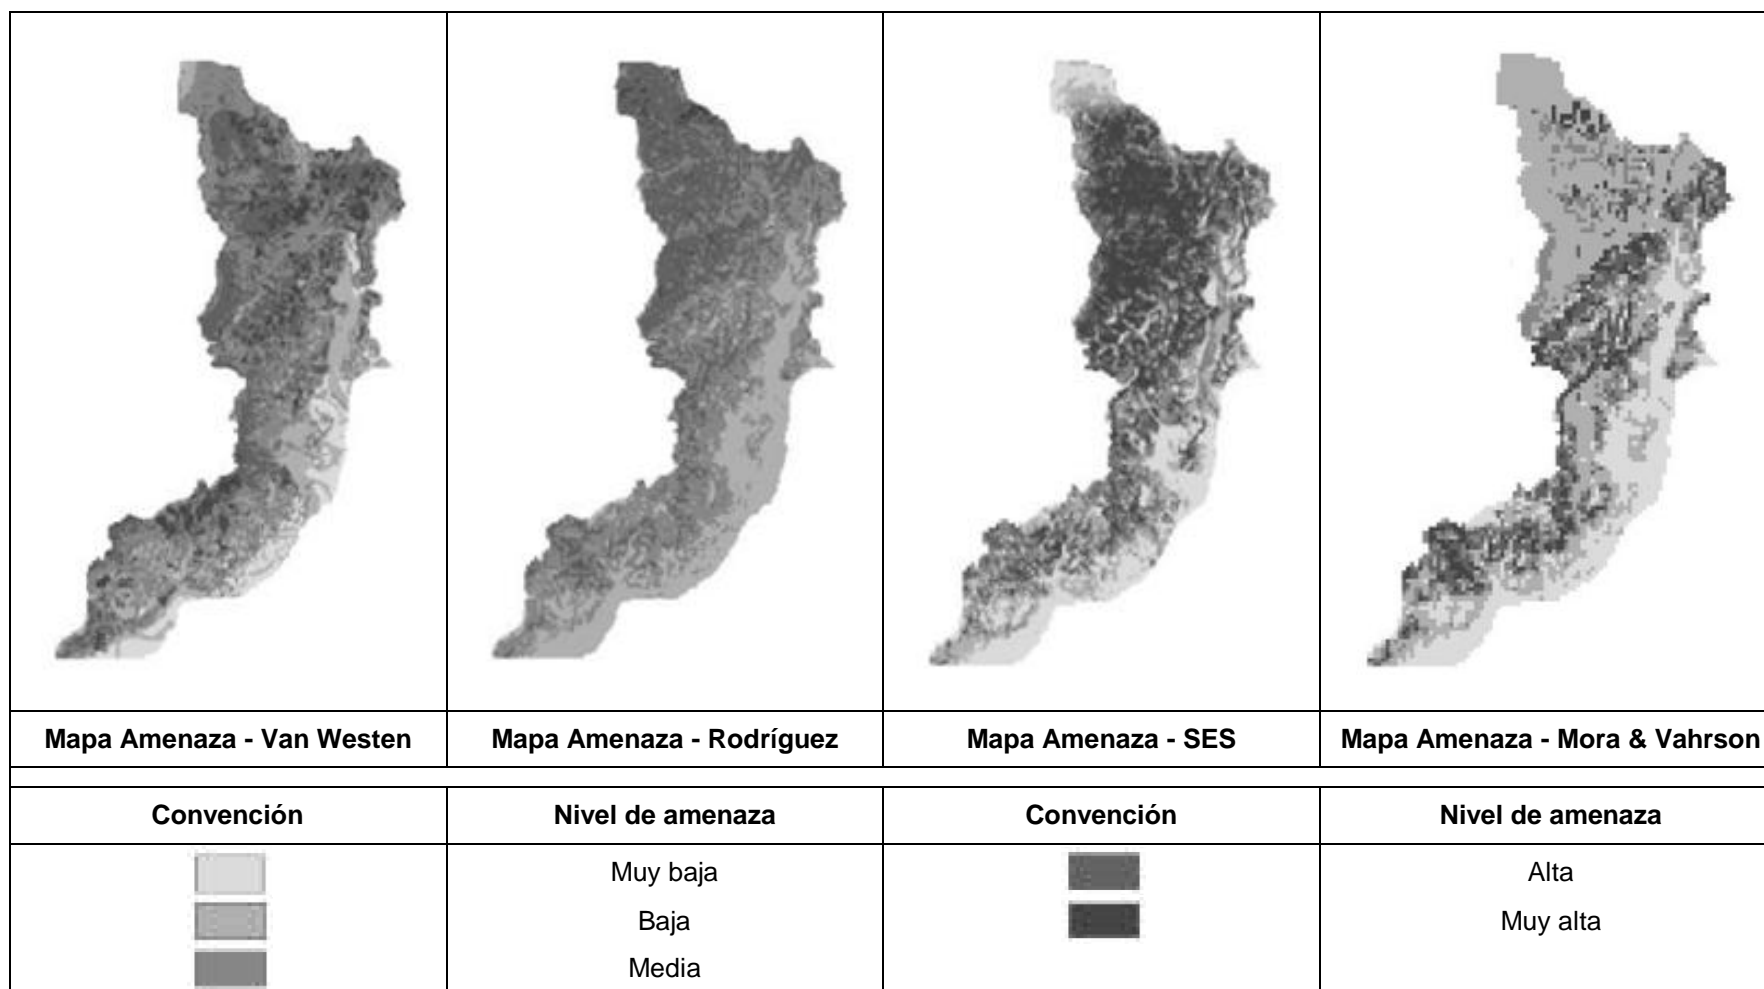 Mapa Amenaza - Van Westen
Mapa Amenaza - Rodríguez
Mapa Amenaza - SES
Mapa Amenaza - Mora & Vahrson
Convención
Nivel de amenaza
Convención
Nivel de amenaza
Muy baja
Alta
Baja
Muy alta
Media